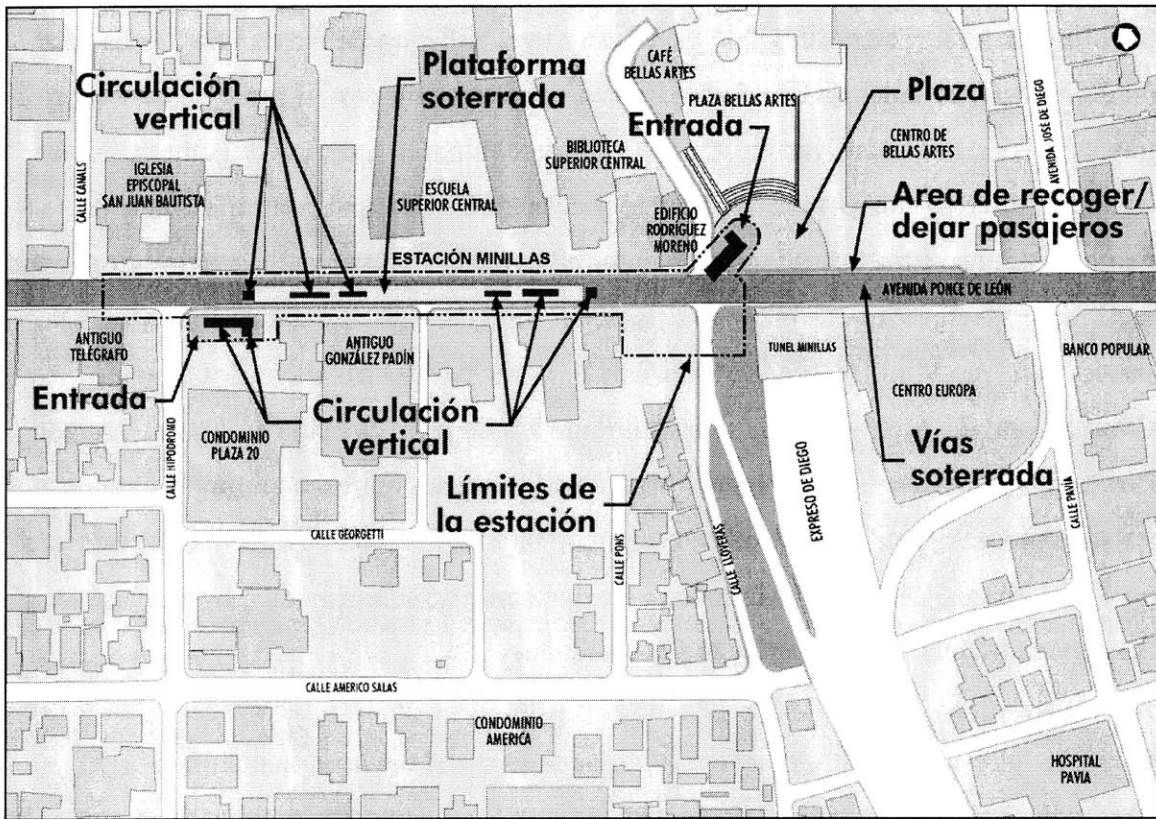 CAFÉ
BELLAS ARTES
Circulación
vertical
Plataforma
soterrada
PLAZA BELLAS ARTES
Plaza
Entrada
CALLE CANALS
IGLESIA
EPISCOPAL
SAN JUAN BAUTISTA
ESCUELA
SUPERIOR CENTRAL
BIBLIOTECA
SUPERIOR CENTRAL
CENTRO DE
BELLAS ARTES
AVENIDA JOSE DE DIEGO
EDIFICIO
RODRÍGUEZ
MORENO
Area de recoger/
dejar pasajeros
ESTACIÓN MINILLAS
AVENIDA PONCE DE LEÓN
ANTIGUO
TELÉGRAFO
ANTIGUO
GONZÁLEZ PADÍN
TUNEL MINILLAS
BANCO POPULAR
Entrada
CALLE HIPODROMO
CONDOMINIO
PLAZA 20
Circulación
vertical
CENTRO EUROPA
Vías
soterrada
Límites de
la estación
EXPRESO DE DIEGO
CALLE PAVIA
CALLE GEORGETTI
CALLE PONS
CALLE LLOVERAS
CALLE AMERICO SALAS
CONDOMINIO
AMERICA
HOSPITAL
PAVIA